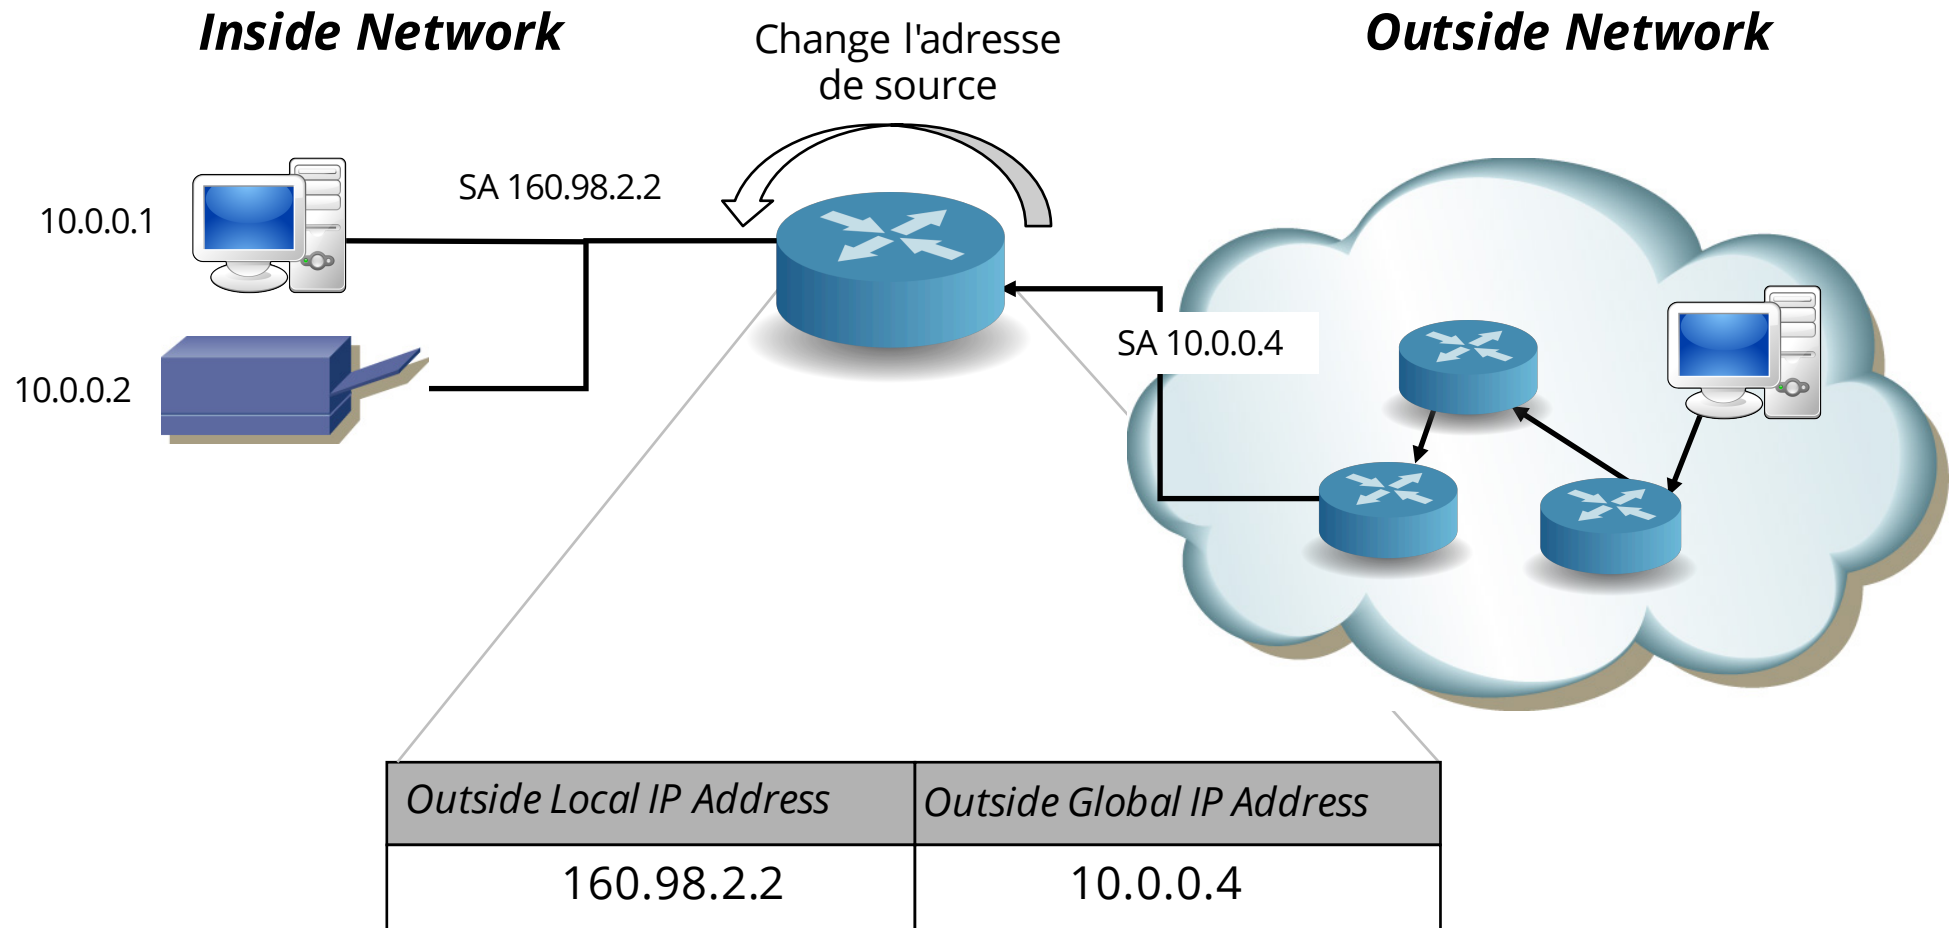 Inside Network
Change l'adresse
de source
Outside Network
SA 160.98.2.2
10.0.0.1
SA 10.0.0.4
10.0.0.2
Outside Local IP Address
Outside Global IP Address
160.98.2.2
10.0.0.4